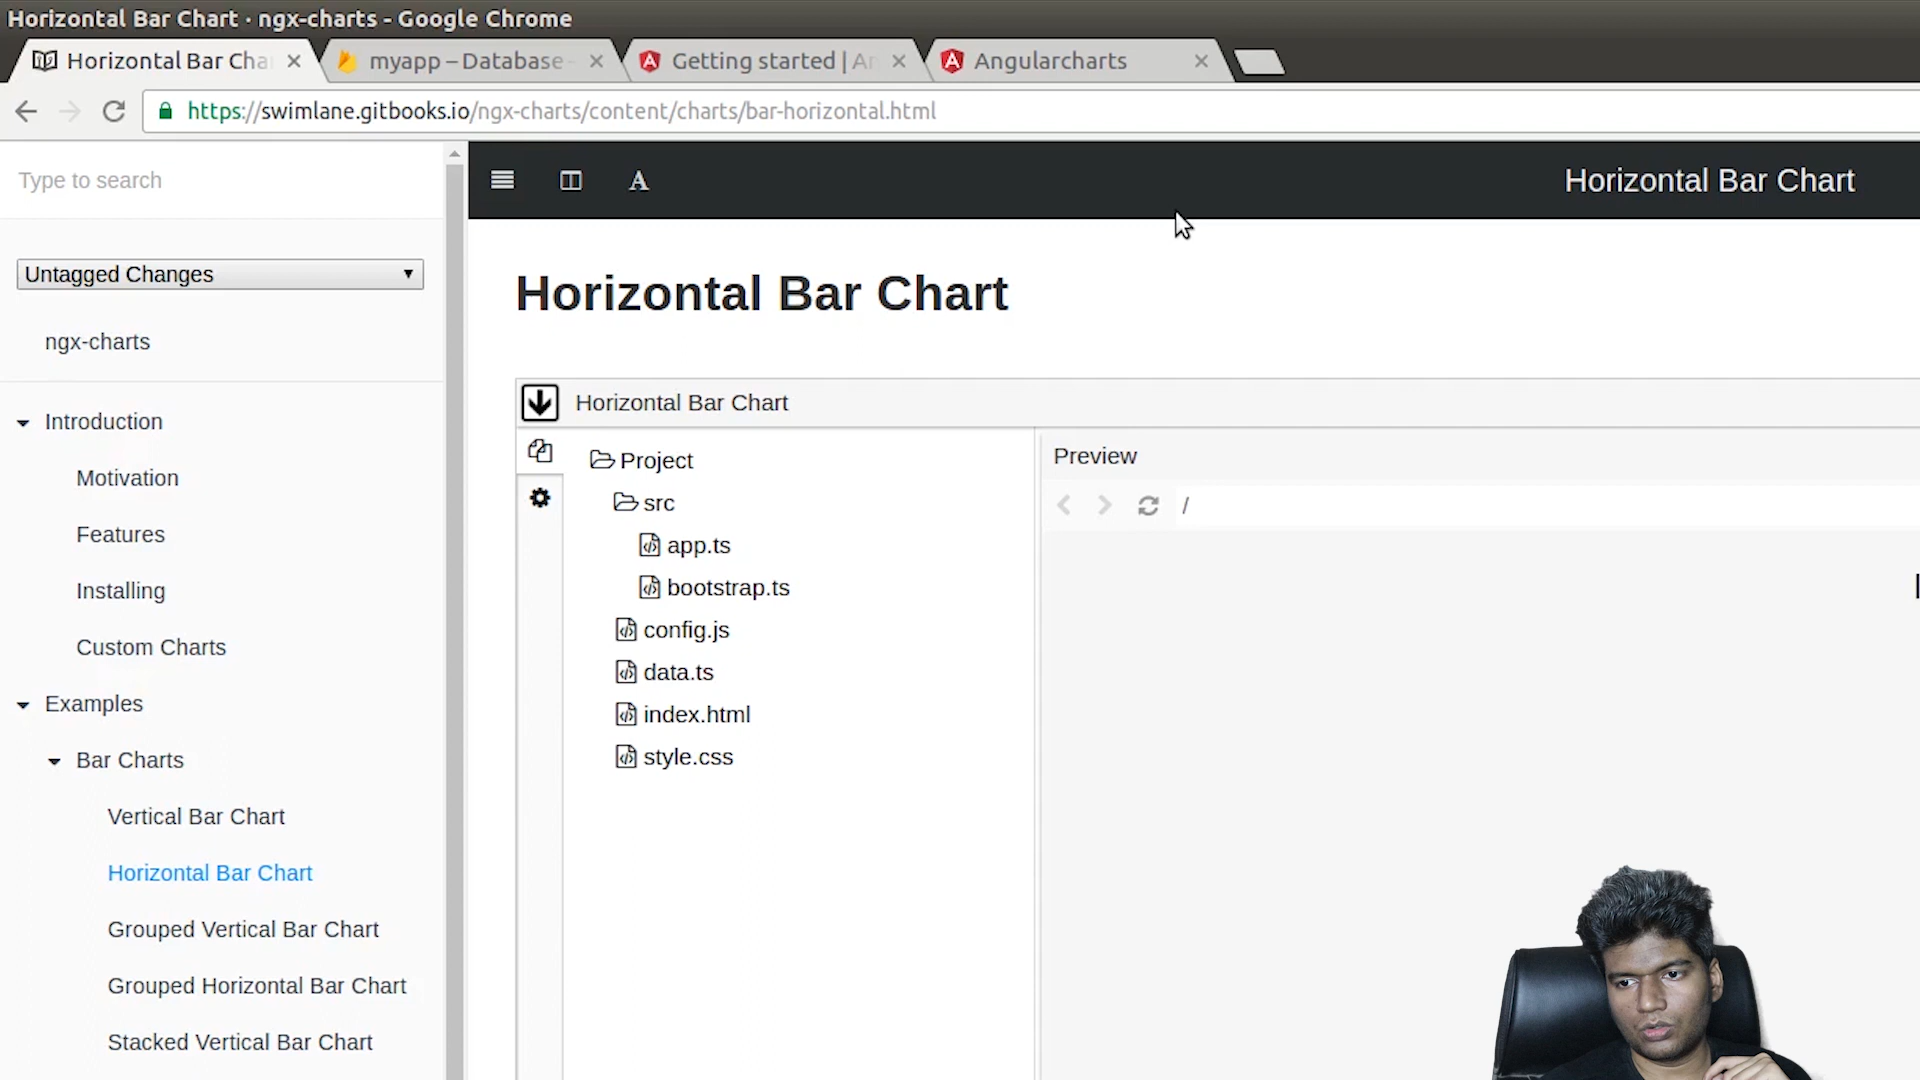 Horizontal Bar Chart · ngx-charts - Google Chrome
Horizontal Bar Cha
myapp – Database -
Getting started | An
Angularcharts
https://swimlane.gitbooks.io/ngx-charts/content/charts/bar-horizontal.html
Type to search
A
Horizontal Bar Chart
Untagged Changes
ngx-charts
Introduction
Motivation
Features
Installing
Custom Charts
Examples
Bar Charts
Vertical Bar Chart
Horizontal Bar Chart
Grouped Vertical Bar Chart
Grouped Horizontal Bar Chart
Stacked Vertical Bar Chart
Horizontal Bar Chart
Horizontal Bar Chart
Project
src
app.ts
bootstrap.ts
config.js
data.ts
index.html
style.css
Preview
/